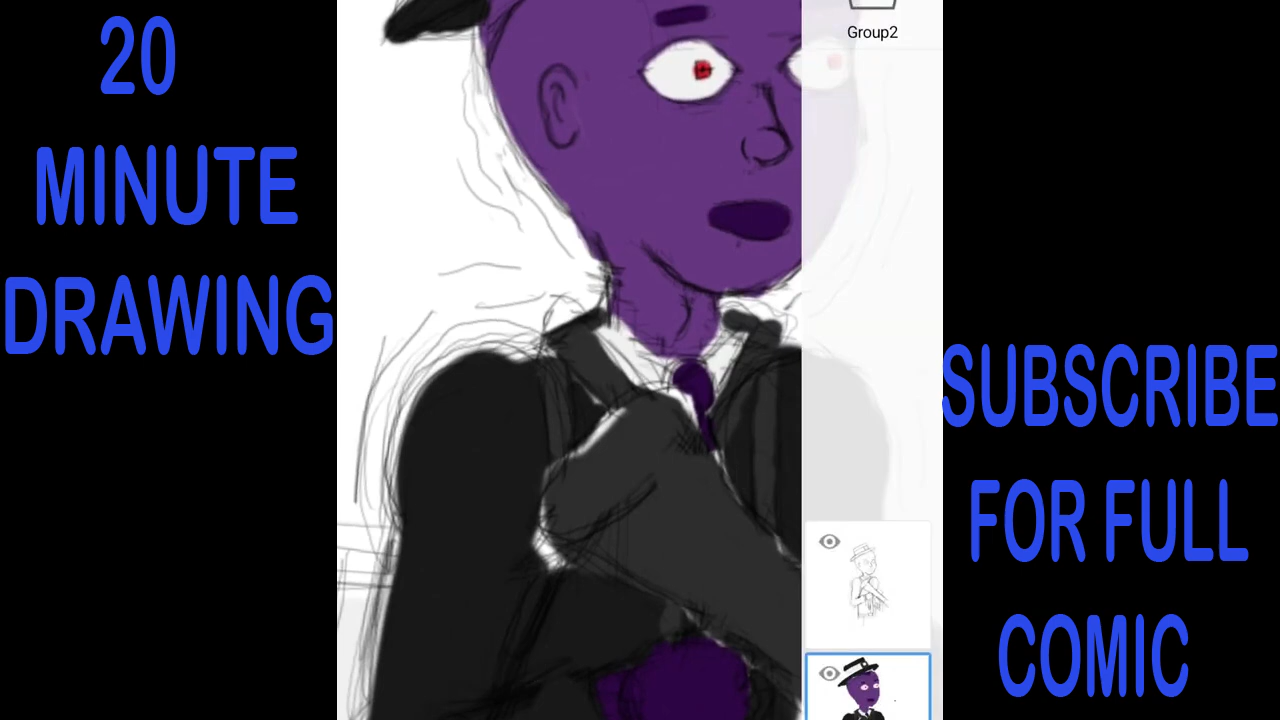 20
MINUTE
DRAWING
Group2
SUBSCRIBE
FOR FULL
COMIC